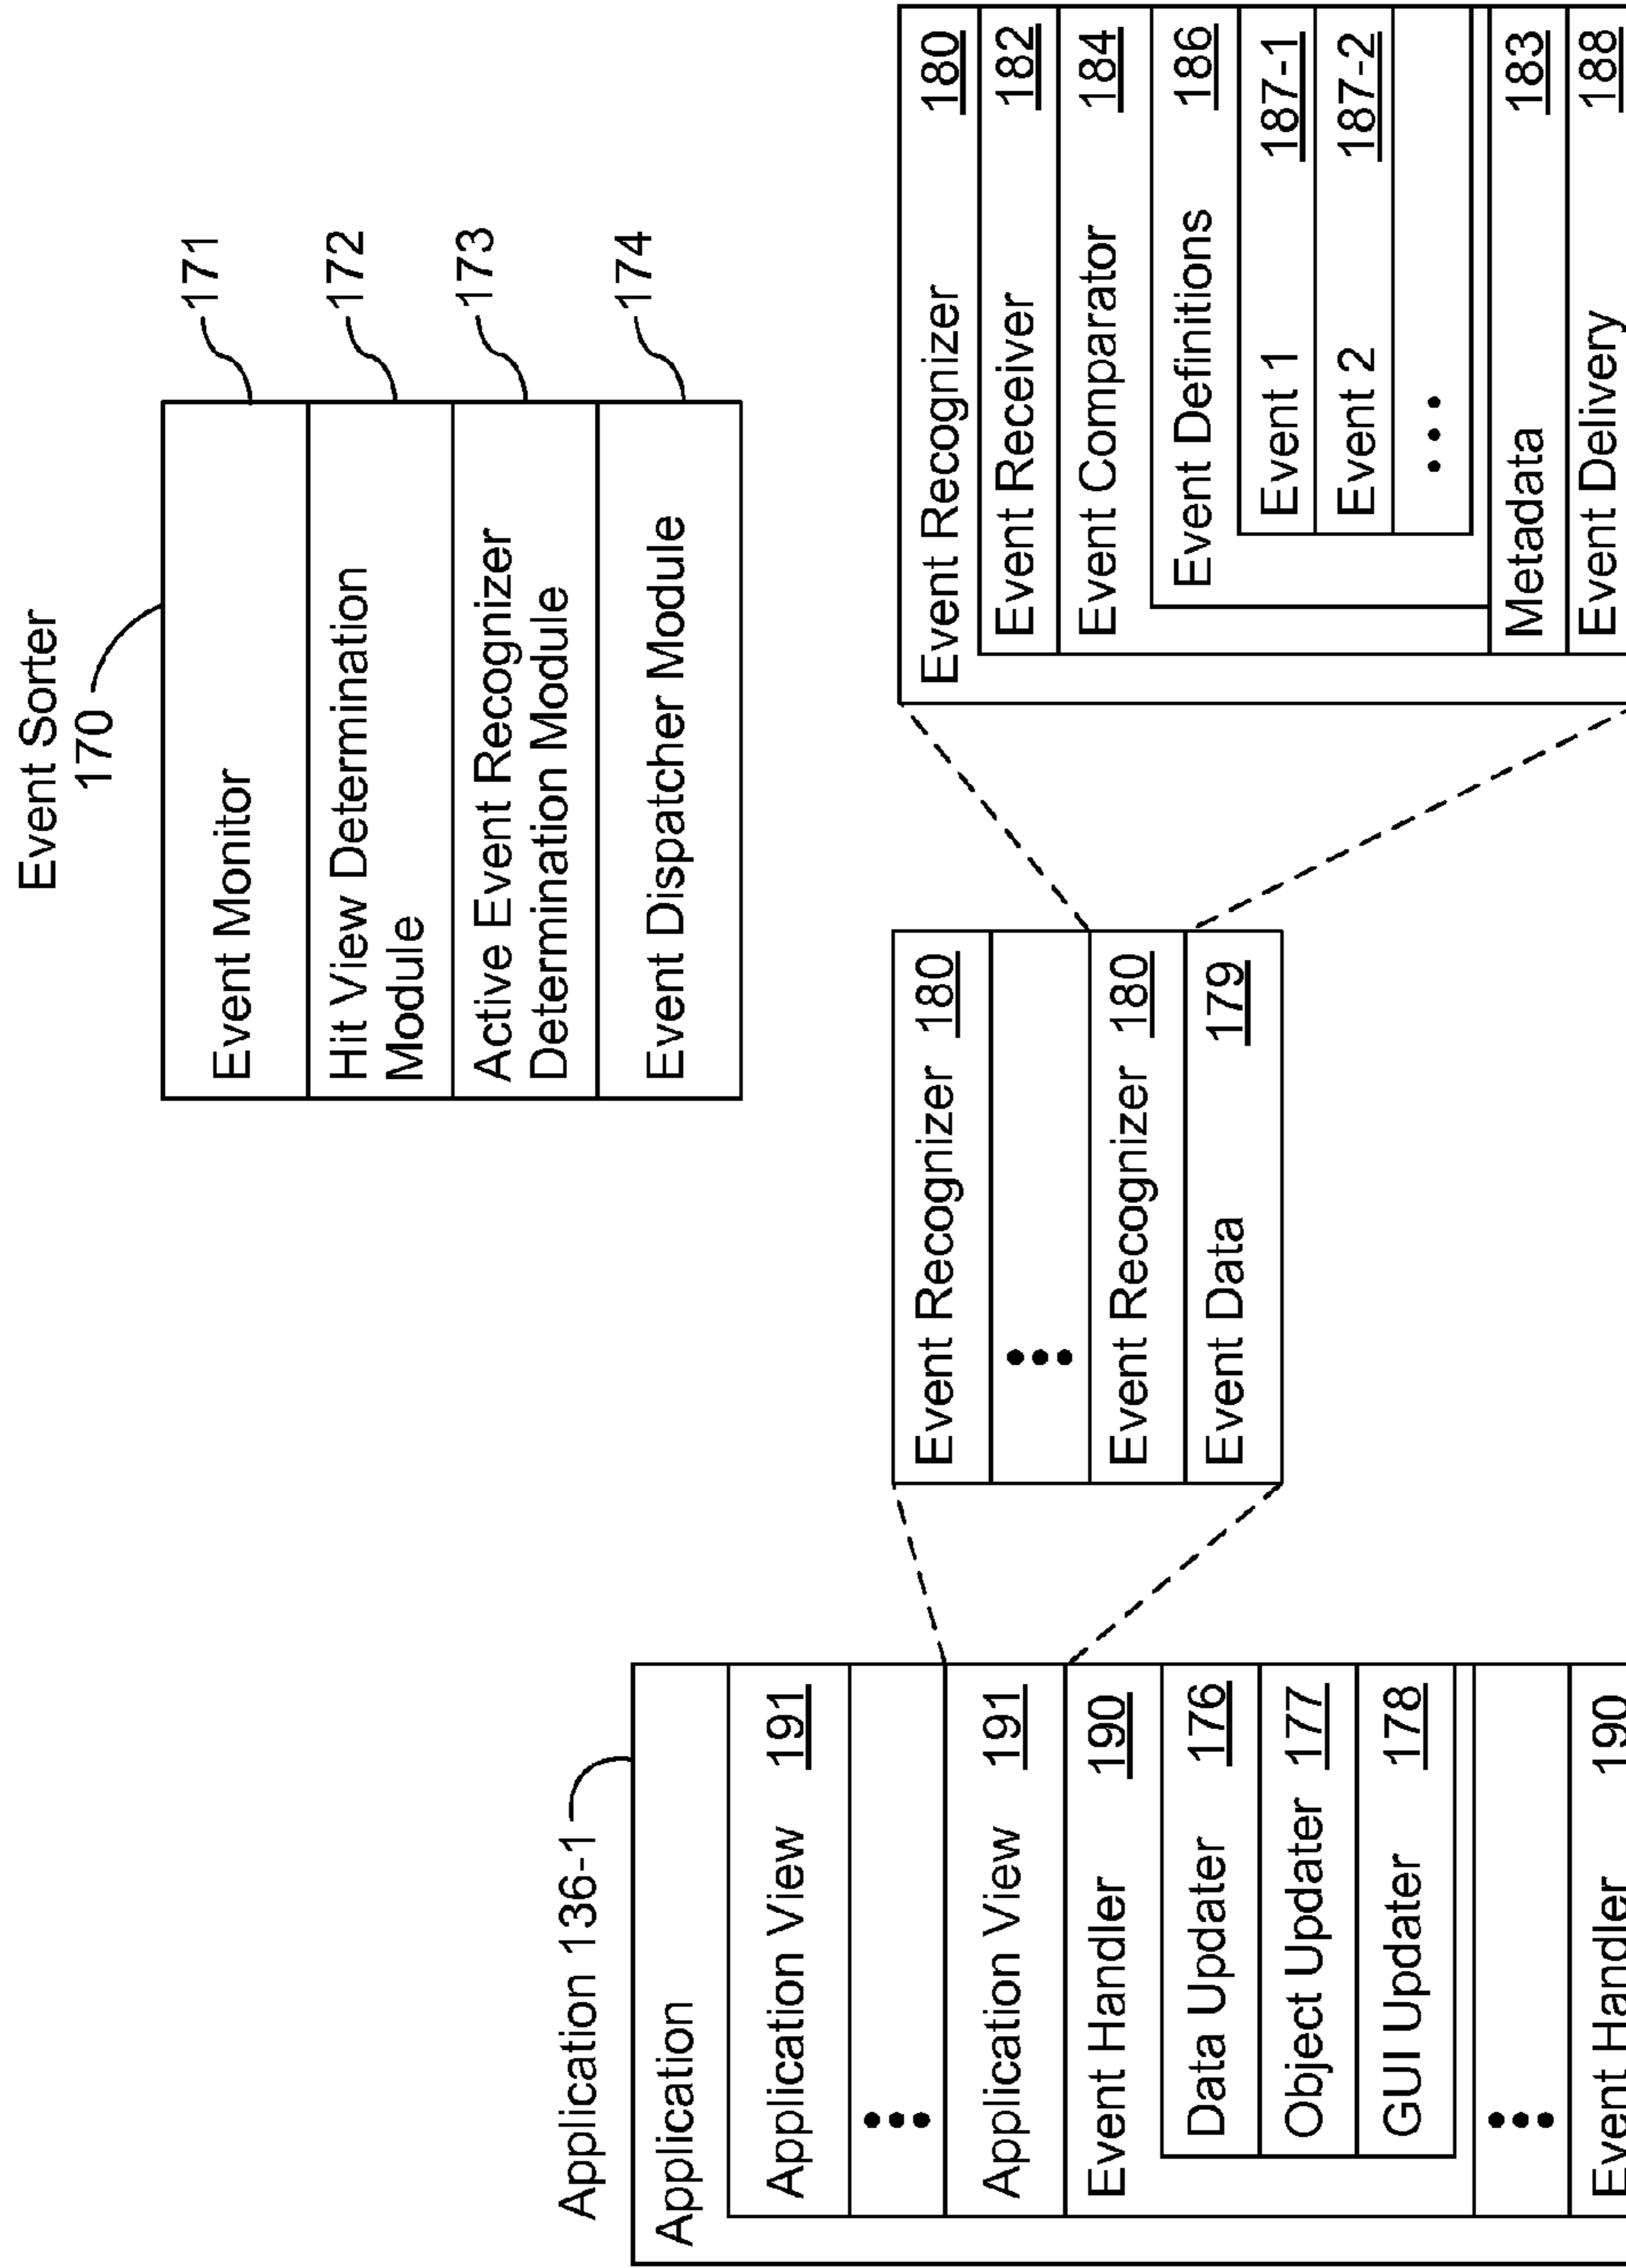 Event Sorter
170
Event Monitor
171
Hit View Determination
Module
172
Active Event Recognizer
Determination Module
173
Event Dispatcher Module
174
Application 136-1
Application
Application View 191
Application View 191
Event Handler 190
Data Updater 176
Object Updater 177
GUI Updater 178
Event Handler 190
Event Recognizer 180
Event Recognizer 180
Event Data 179
Event Recognizer 180
Event Receiver 182
Event Comparator 184
Event Definitions 186
Event 1 187-1
Event 2 187-2
Metadata 183
Event Delivery 188